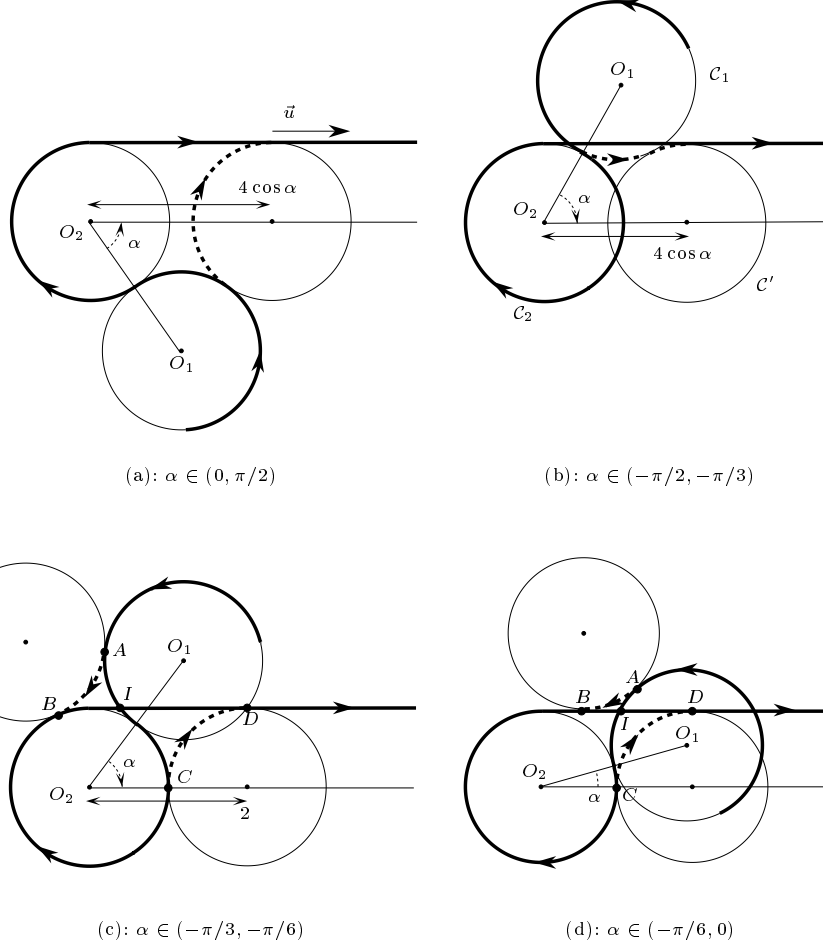 $\vec{u}$
4 cos α
O₂
α
O₁
(a): α ∈ (0, π/2)
O₁
𝒞₁
α
O₂
4 cos α
𝒞′
𝒞₂
(b): α ∈ (−π/2, −π/3)
A
O₁
B
I
D
α
C
O₂
2
(c): α ∈ (−π/3, −π/6)
A
B
D
I
O₁
O₂
α
C
(d): α ∈ (−π/6, 0)